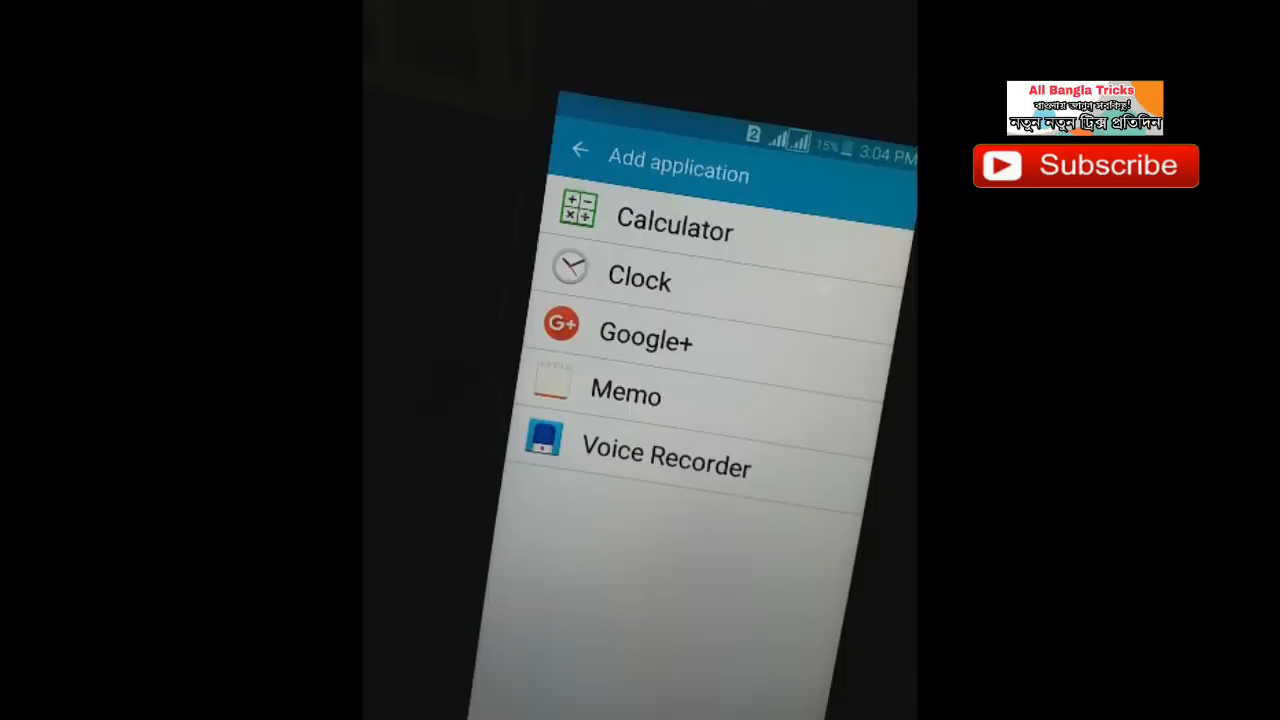 All Bangla Tricks
বাংলায় জানুন সবকিছু!
নতুন নতুন ট্রিক্স প্রতিদিন
Subscribe
2
15%
3:04 PM
Add application
Calculator
Clock
G+
Google+
Memo
Voice Recorder